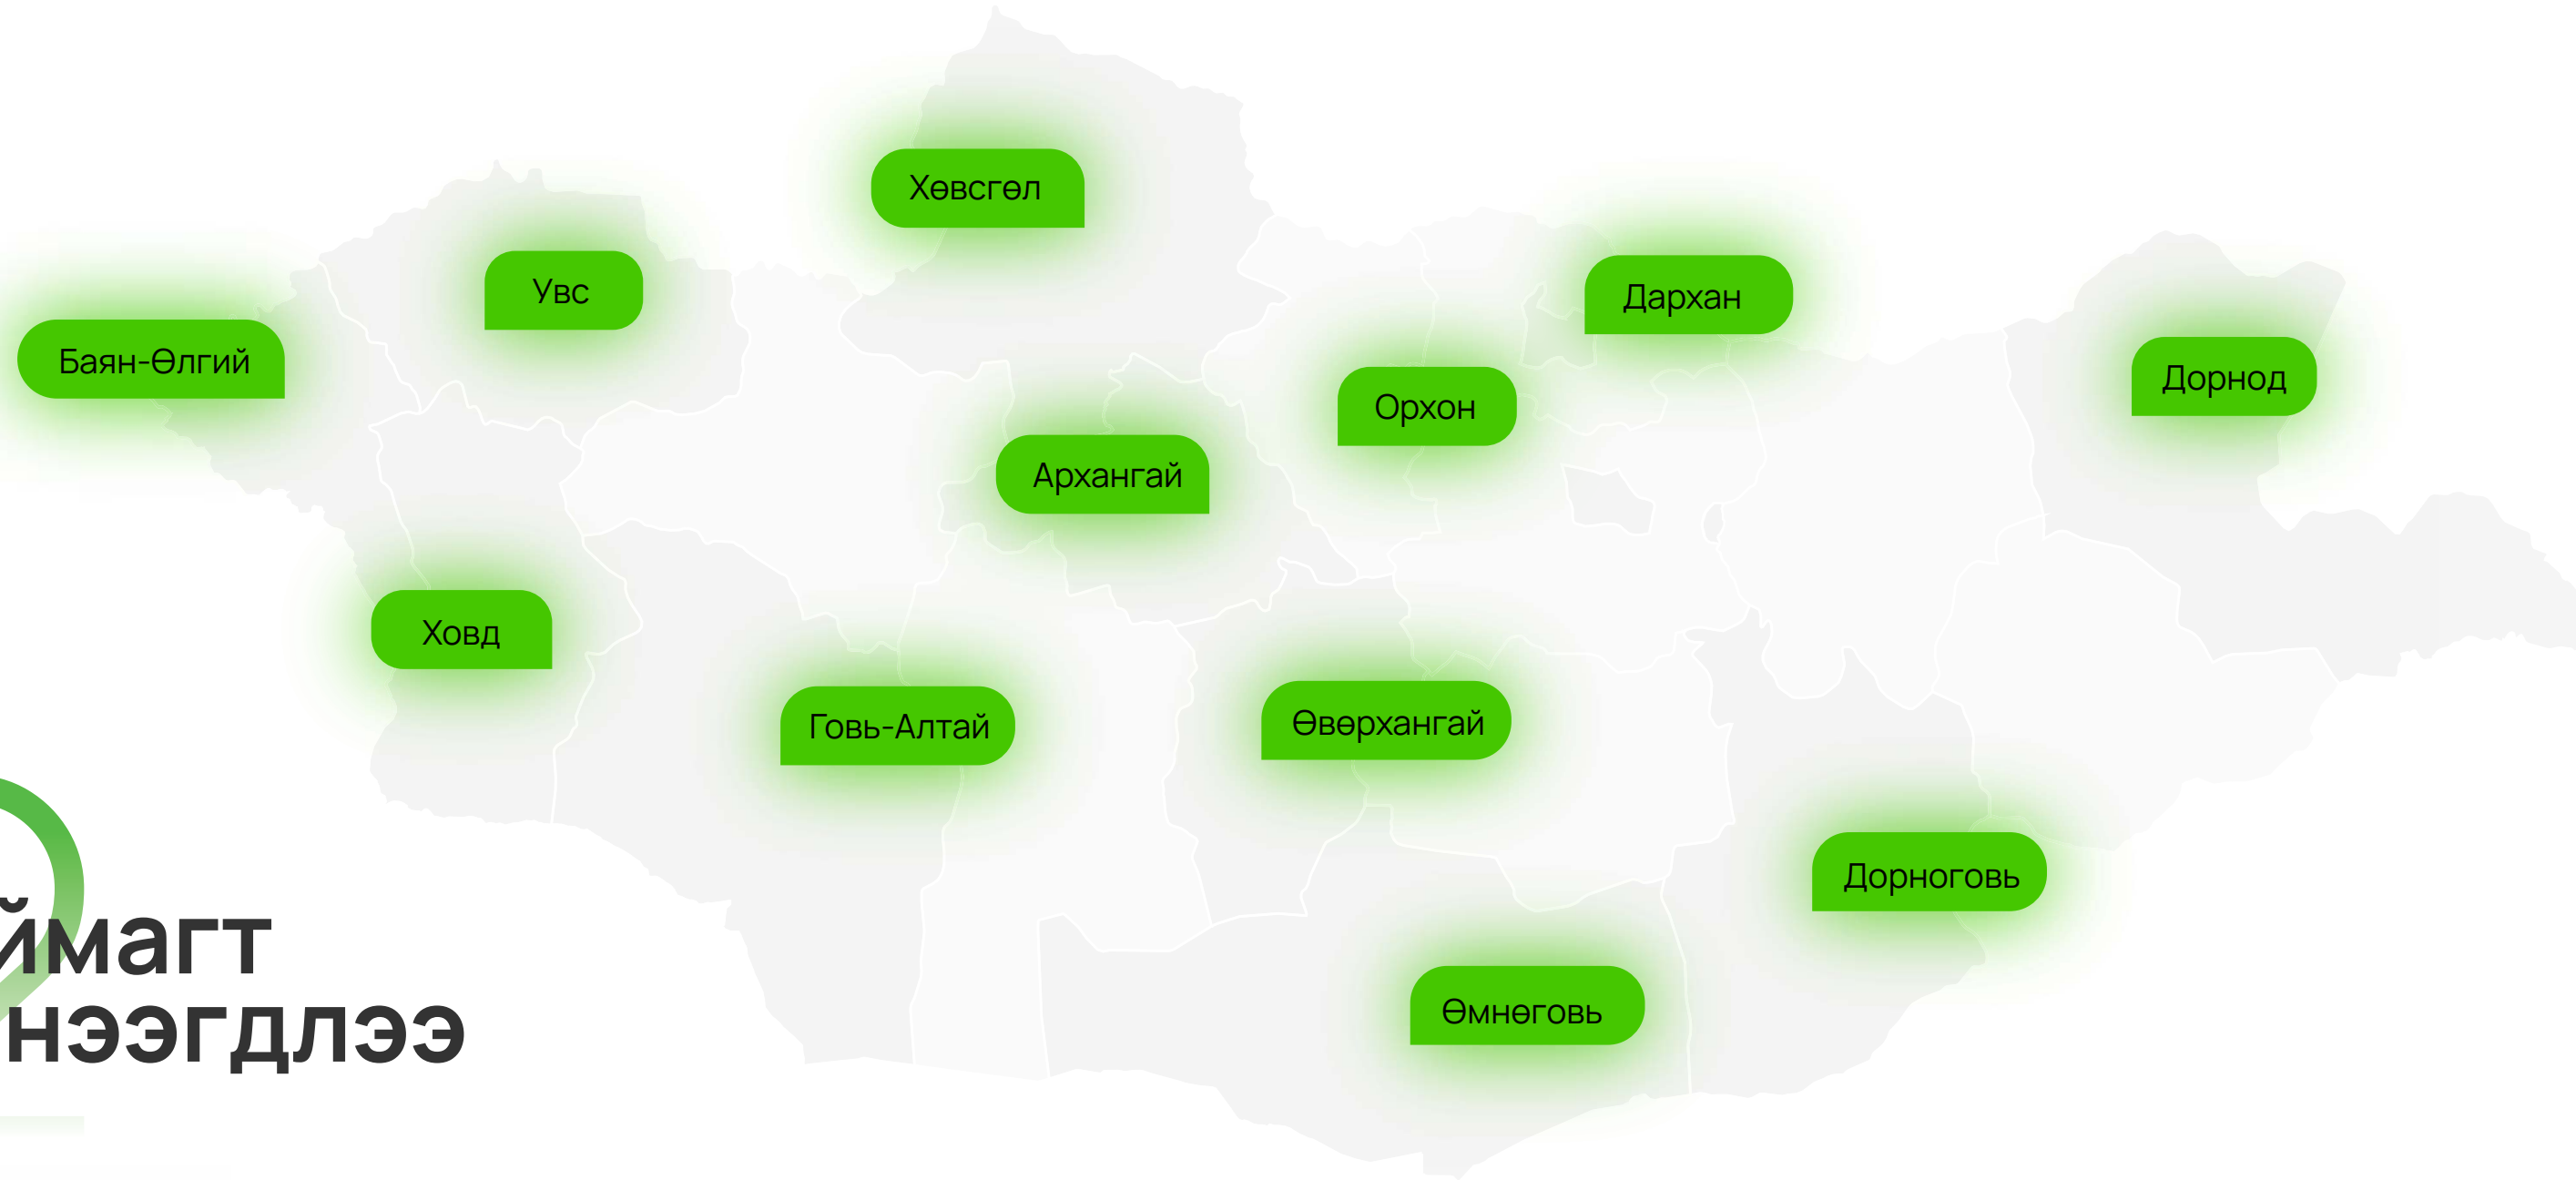 Хөвсгөл
Увс
Дархан
Баян-Өлгий
Дорнод
Орхон
Архангай
Ховд
Говь-Алтай
Өвөрхангай
Дорноговь
Өмнөговь
ймагт
нээгдлээ